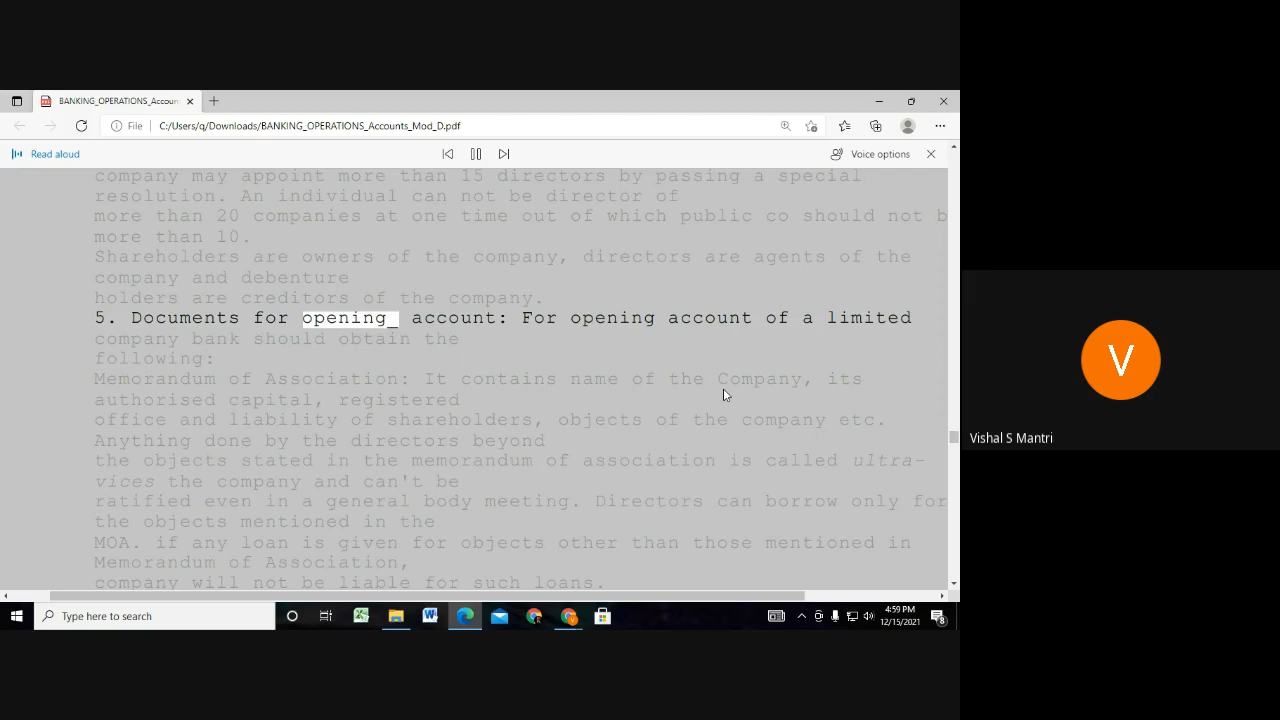 BANKING_OPERATIONS_Accoun
File
C:/Users/q/Downloads/BANKING_OPERATIONS_Accounts_Mod_D.pdf
Read aloud
Voice options
company may appoint more than 15 directors by passing a special
resolution. An individual can not be director of
more than 20 companies at one time out of which public co should not b
more than 10.
Shareholders are owners of the company, directors are agents of the
company and debenture
holders are creditors of the company.
5. Documents for opening_ account: For opening account of a limited
company bank should obtain the
following:
Memorandum of Association: It contains name of the Company, its
authorised capital, registered
office and liability of shareholders, objects of the company etc.
Anything done by the directors beyond
the objects stated in the memorandum of association is called ultra-
vices the company and can't be
ratified even in a general body meeting. Directors can borrow only for
the objects mentioned in the
MOA. if any loan is given for objects other than those mentioned in
Memorandum of Association,
company will not be liable for such loans.
Type here to search
4:59 PM
12/15/2021
8
V
Vishal S Mantri